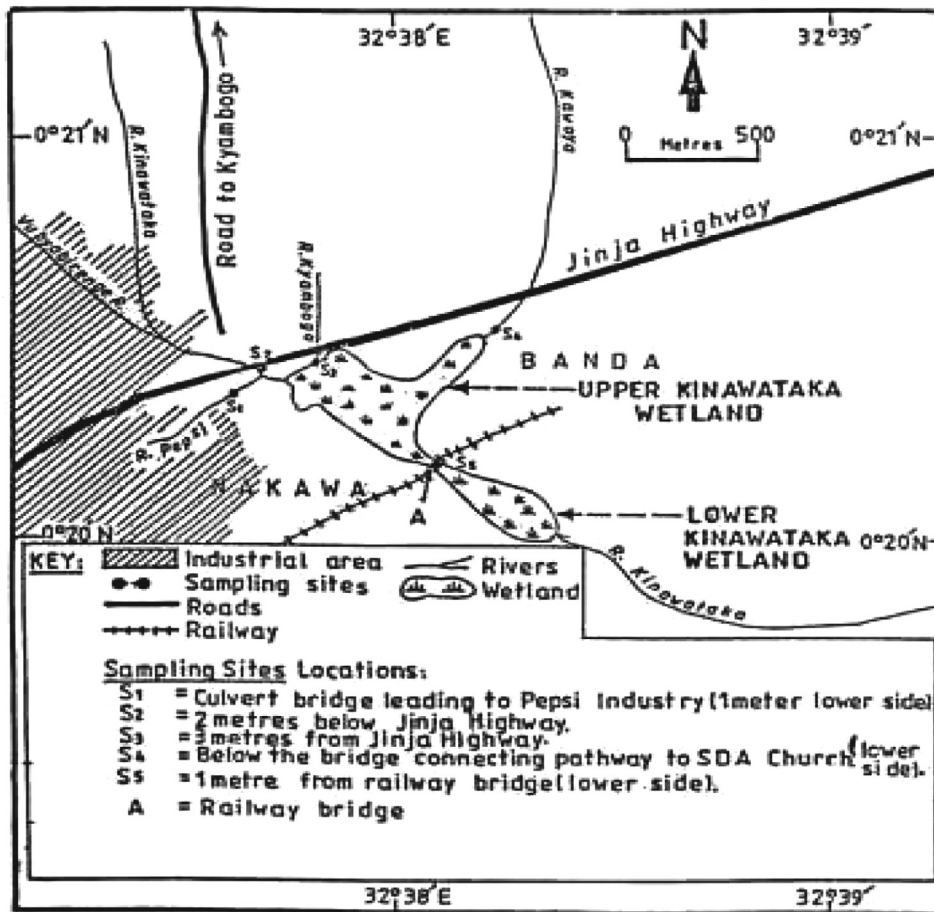 32°38 E
32°39
N
0
500
Metres
0°21 N
0°21 N
R. Kinawataka
Road to Kyambogo
R. Kawoya
Jinja Highway
R. Kyambogo
S2
S3
S4
S1
R. Pepsi
BANDA
UPPER KINAWATAKA
WETLAND
NAKAWA
S5
A
0°20 N
LOWER
KINAWATAKA
WETLAND
0°20 N
R. Kinawataka
KEY:
Industrial area
Rivers
Sampling sites
Wetland
Roads
Railway
Sampling Sites Locations:
S1 = Culvert bridge leading to Pepsi Industry (1meter lower side)
S2 = 2 metres below Jinja Highway.
S3 = metres from Jinja Highway.
S4 = Below the bridge connecting pathway to SDA Church (lower
side).
S5 = 1 metre from railway bridge (lower side).
A = Railway bridge
32°38 E
32°39